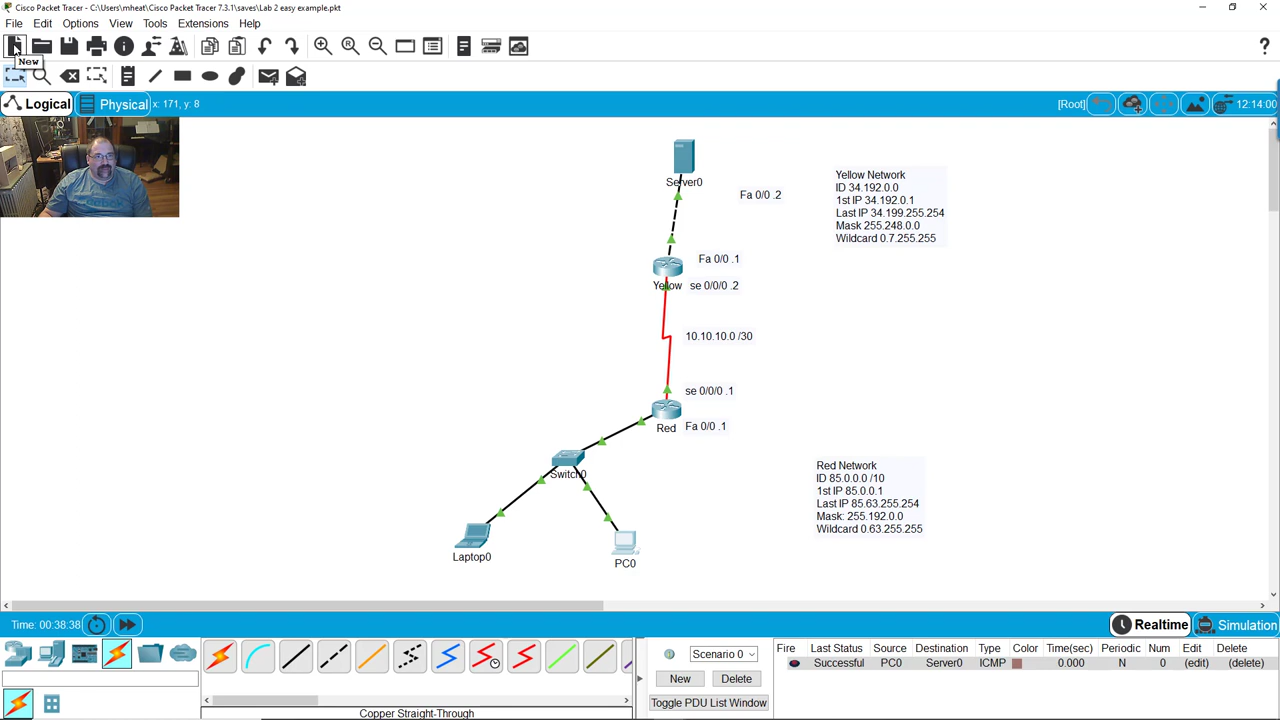 Cisco Packet Tracer - C:\Users\mheat\Cisco Packet Tracer 7.3.1\saves\Lab 2 easy example.pkt
File Edit Options View Tools Extensions Help
?
New
Logical Physical x: 171, y: 8 [Root] 12:14:00
Server0
Fa 0/0 .2
Yellow Network
ID 34.192.0.0
1st IP 34.192.0.1
Last IP 34.199.255.254
Mask 255.248.0.0
Wildcard 0.7.255.255
Fa 0/0 .1
Yellow se 0/0/0 .2
10.10.10.0 /30
se 0/0/0 .1
Red Fa 0/0 .1
Switch0
Red Network
ID 85.0.0.0 /10
1st IP 85.0.0.1
Last IP 85.63.255.254
Mask: 255.192.0.0
Wildcard 0.63.255.255
Laptop0
PC0
Time: 00:38:38 Realtime Simulation
Scenario 0
New Delete
Toggle PDU List Window
Fire Last Status Source Destination Type Color Time(sec) Periodic Num Edit Delete
Successful PC0 Server0 ICMP 0.000 N 0 (edit) (delete)
Copper Straight-Through